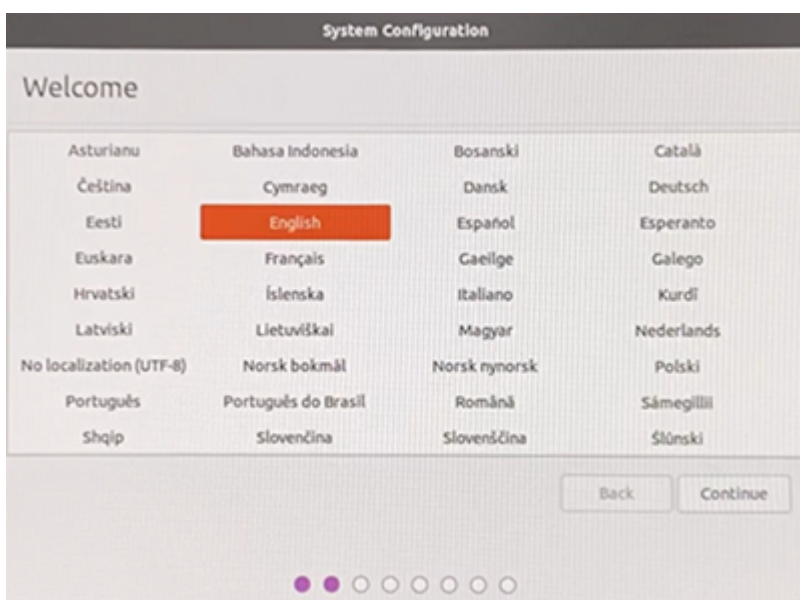 System Configuration
Welcome
Asturianu Bahasa Indonesia Bosanski Català
Čeština Cymraeg Dansk Deutsch
Eesti English Español Esperanto
Euskara Français Gaeilge Galego
Hrvatski Íslenska Italiano Kurdî
Latviski Lietuviškai Magyar Nederlands
No localization (UTF-8) Norsk bokmål Norsk nynorsk Polski
Português Português do Brasil Română Sámegillii
Shqip Slovenčina Slovenščina Ślůnski
Back Continue